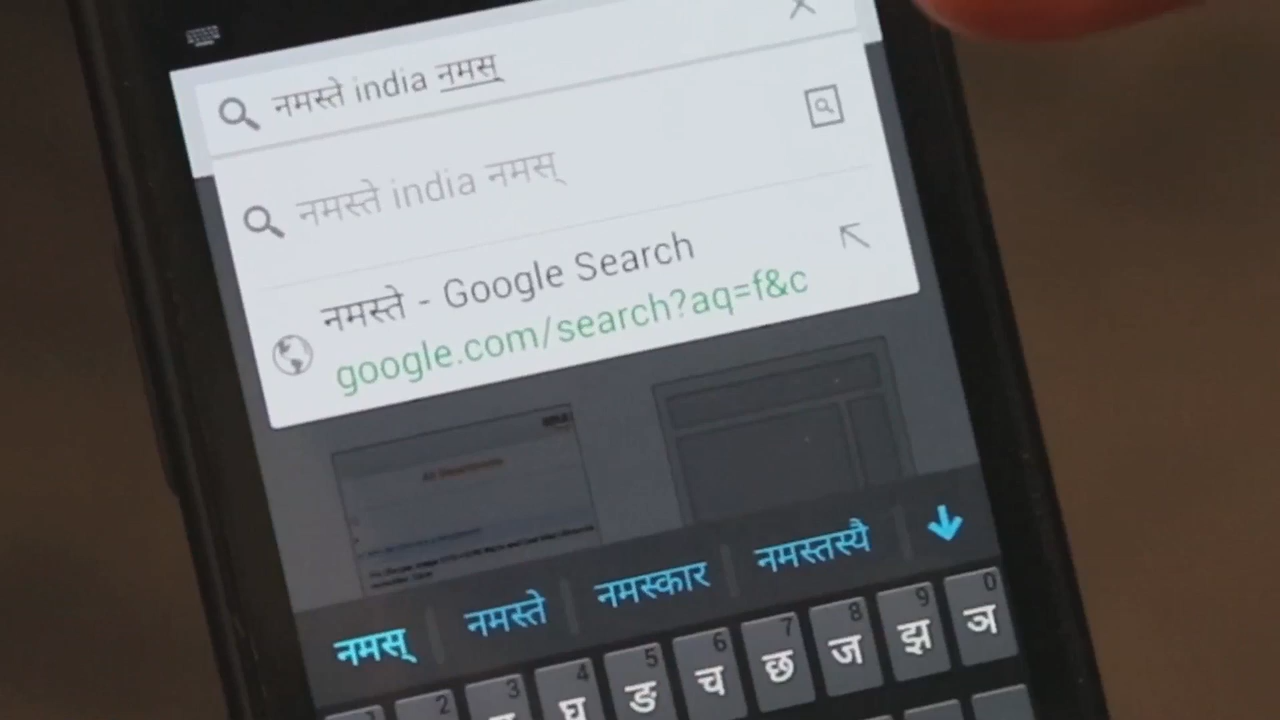 नमस्ते india नमस्
नमस्ते india नमस्
नमस्ते - Google Search
google.com/search?aq=f&c
नमस् नमस्ते नमस्कार नमस्तस्यै
1 2 3 4 5 6 7 8 9 0
घ ङ च छ ज झ ञ